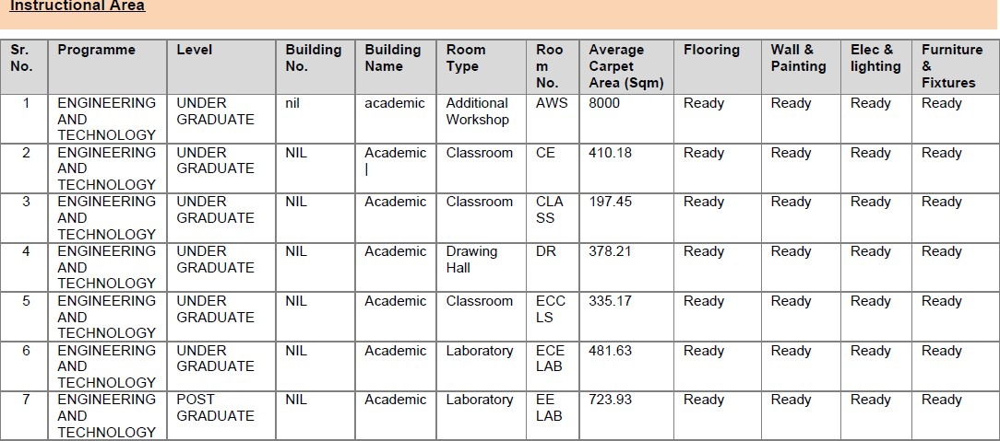 Instructional Area
Sr. No. Programme Level Building No. Building Name Room Type Roo m No. Average Carpet Area (Sqm) Flooring Wall & Painting Elec & lighting Furniture & Fixtures
1 ENGINEERING AND TECHNOLOGY UNDER GRADUATE nil academic Additional Workshop AWS 8000 Ready Ready Ready Ready
2 ENGINEERING AND TECHNOLOGY UNDER GRADUATE NIL Academic | Classroom CE 410.18 Ready Ready Ready Ready
3 ENGINEERING AND TECHNOLOGY UNDER GRADUATE NIL Academic Classroom CLA SS 197.45 Ready Ready Ready Ready
4 ENGINEERING AND TECHNOLOGY UNDER GRADUATE NIL Academic Drawing Hall DR 378.21 Ready Ready Ready Ready
5 ENGINEERING AND TECHNOLOGY UNDER GRADUATE NIL Academic Classroom ECC LS 335.17 Ready Ready Ready Ready
6 ENGINEERING AND TECHNOLOGY UNDER GRADUATE NIL Academic Laboratory ECE LAB 481.63 Ready Ready Ready Ready
7 ENGINEERING AND TECHNOLOGY POST GRADUATE NIL Academic Laboratory EE LAB 723.93 Ready Ready Ready Ready